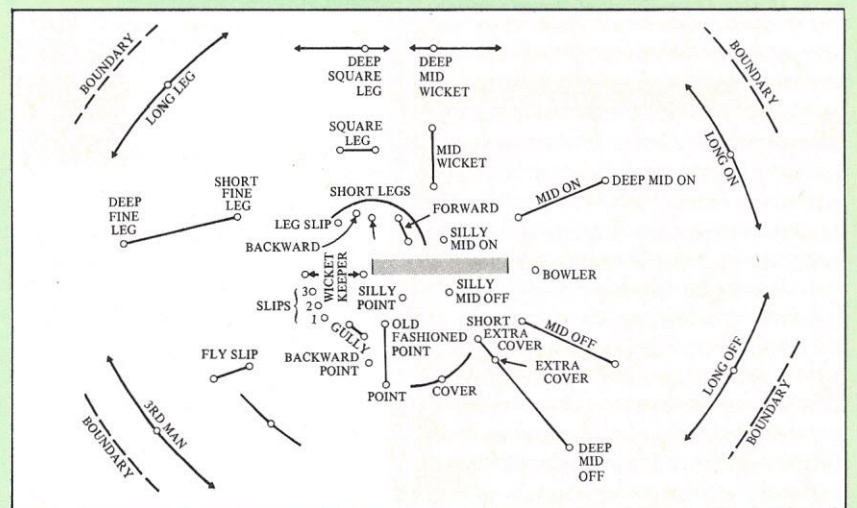 BOUNDARY
LONG LEG
DEEP
SQUARE
LEG
DEEP
MID
WICKET
BOUNDARY
LONG ON
SQUARE
LEG
MID
WICKET
DEEP
FINE
LEG
SHORT
FINE
LEG
SHORT LEGS
FORWARD
MID ON
DEEP MID ON
LEG SLIP
BACKWARD
SILLY
MID ON
WICKET
KEEPER
BOWLER
SLIPS
3
2
1
SILLY
POINT
SILLY
MID OFF
GULLY
OLD
FASHIONED
POINT
SHORT
EXTRA
COVER
MID OFF
LONG OFF
BOUNDARY
BACKWARD
POINT
EXTRA
COVER
FLY SLIP
POINT
COVER
3RD MAN
BOUNDARY
DEEP
MID
OFF